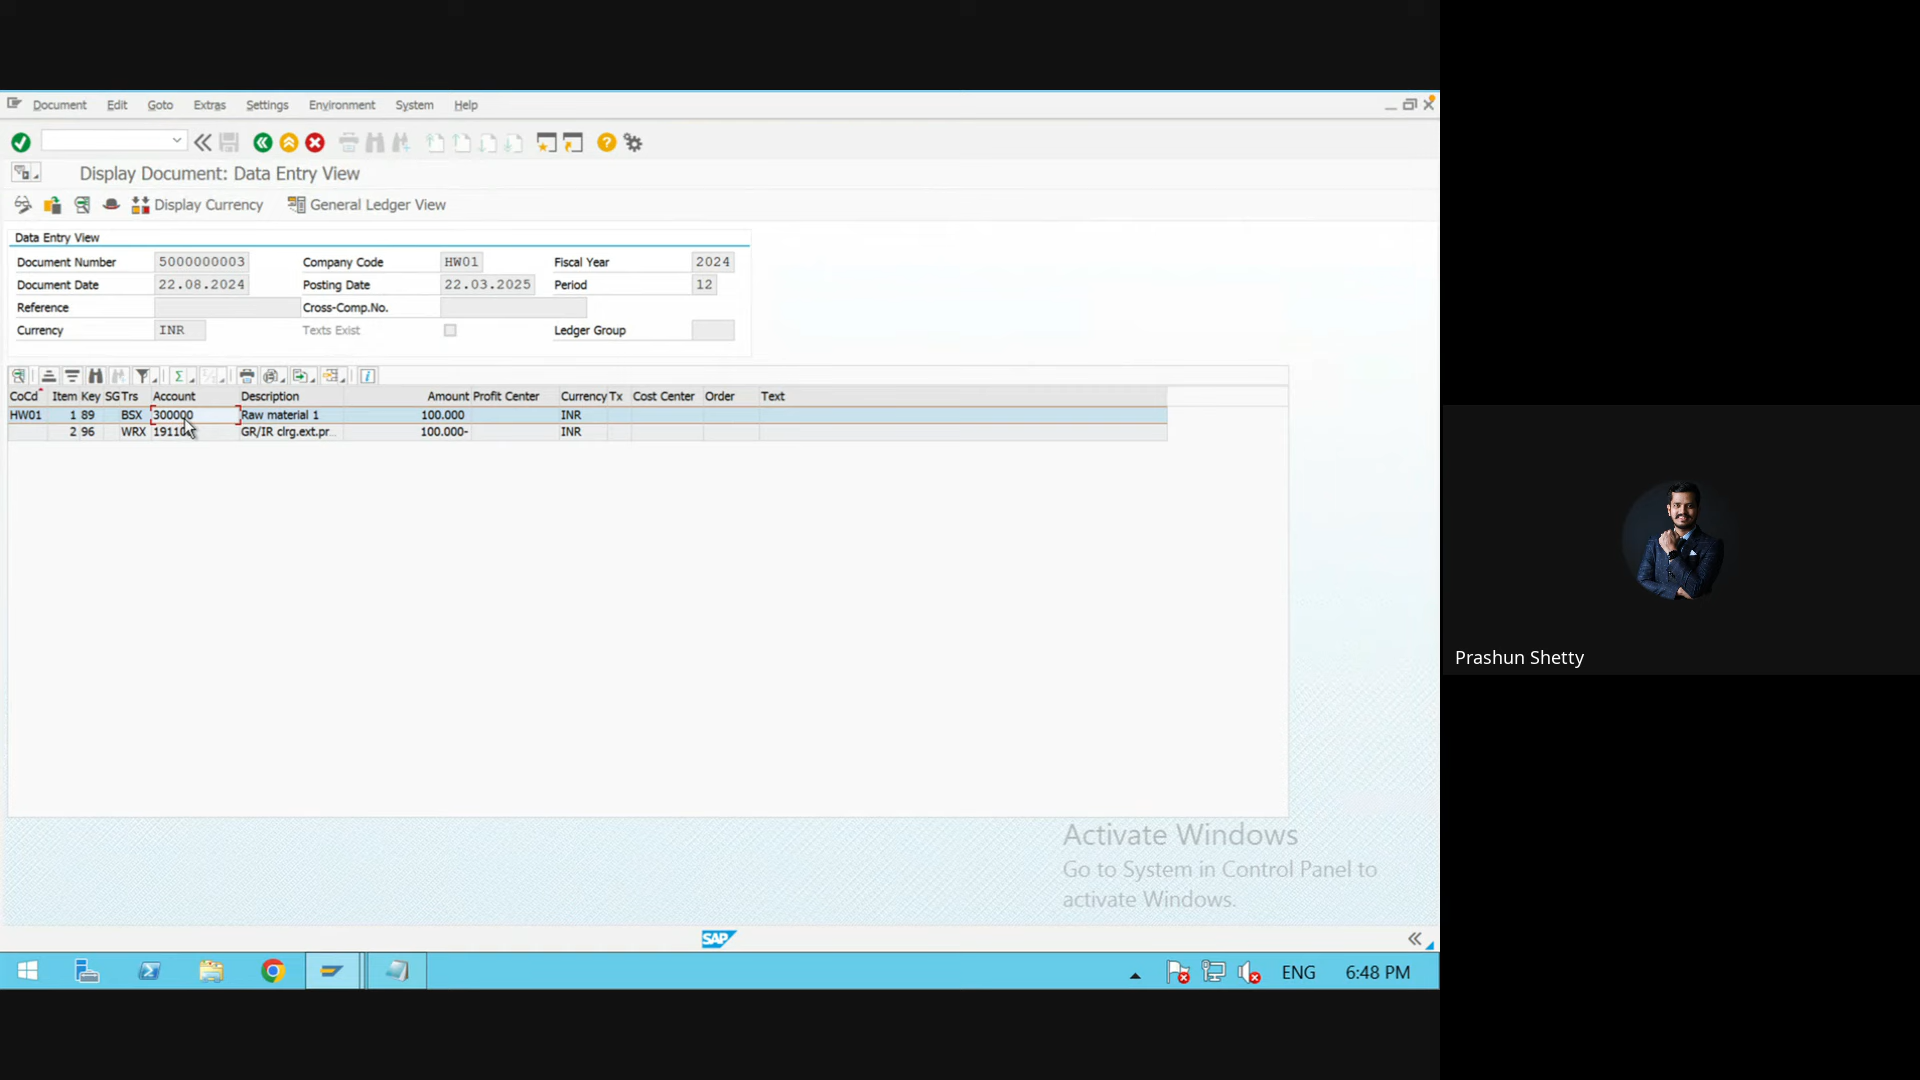 Document Edit Goto Extras Settings Environment System Help
Display Document: Data Entry View
Display Currency General Ledger View
Data Entry View
Document Number 5000000003 Company Code HW01 Fiscal Year 2024
Document Date 22.08.2024 Posting Date 22.03.2025 Period 12
Reference Cross-Comp.No.
Currency INR Texts Exist Ledger Group
CoCd Item Key SG Trs Account Description Amount Profit Center Currency Tx Cost Center Order Text
HW01 1 89 BSX 300000 Raw material 1 100.000 INR
2 96 WRX GR/IR clrg.ext.pr 100.000- INR
Activate Windows
Go to System in Control Panel to
activate Windows.
SAP
ENG 6:48 PM
Prashun Shetty